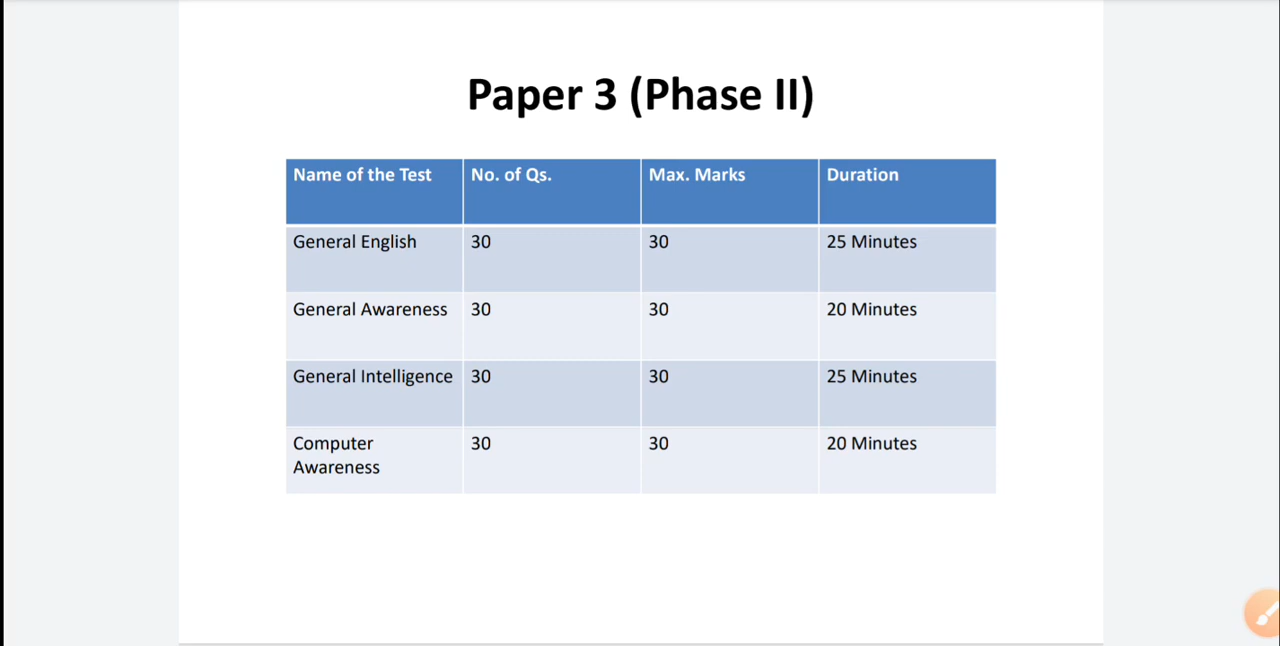 Paper 3 (Phase II)
Name of the Test No. of Qs. Max. Marks Duration
General English 30 30 25 Minutes
General Awareness 30 30 20 Minutes
General Intelligence 30 30 25 Minutes
Computer 30 30 20 Minutes
Awareness